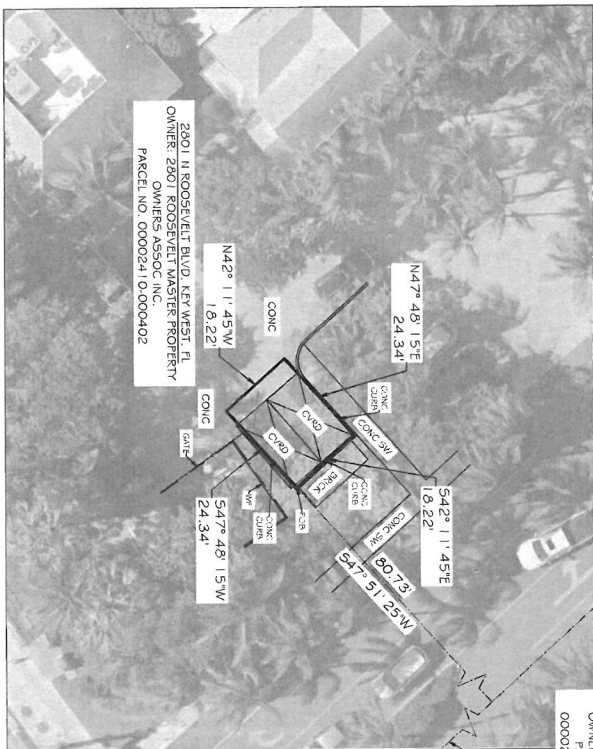 2801 N ROOSEVELT BLVD, KEY WEST, FL
OWNER: 2801 ROOSEVELT MASTER PROPERTY
OWNERS ASSOC INC.
PARCEL NO. 00002410-000402
N42° 11' 45"W
18.22'
CONC
CONC
N47° 48' 15"E
24.34'
CONC
CURB
CONC SW
CVRD
CVRD
BRICK
CONC
CURB
S42° 11' 45"E
18.22'
CONC SW
80.73'
S47° 51' 25"W
POB
CONC
CURB
GATE
S47° 48' 15"W
24.34'